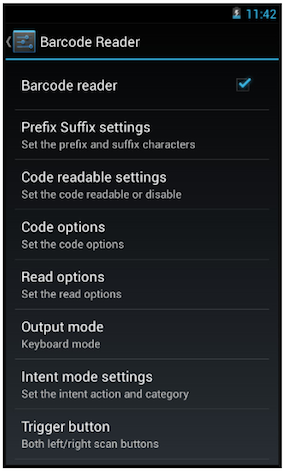 11:42
Barcode Reader
Barcode reader
Prefix Suffix settings
Set the prefix and suffix characters
Code readable settings
Set the code readable or disable
Code options
Set the code options
Read options
Set the read options
Output mode
Keyboard mode
Intent mode settings
Set the intent action and category
Trigger button
Both left/right scan buttons